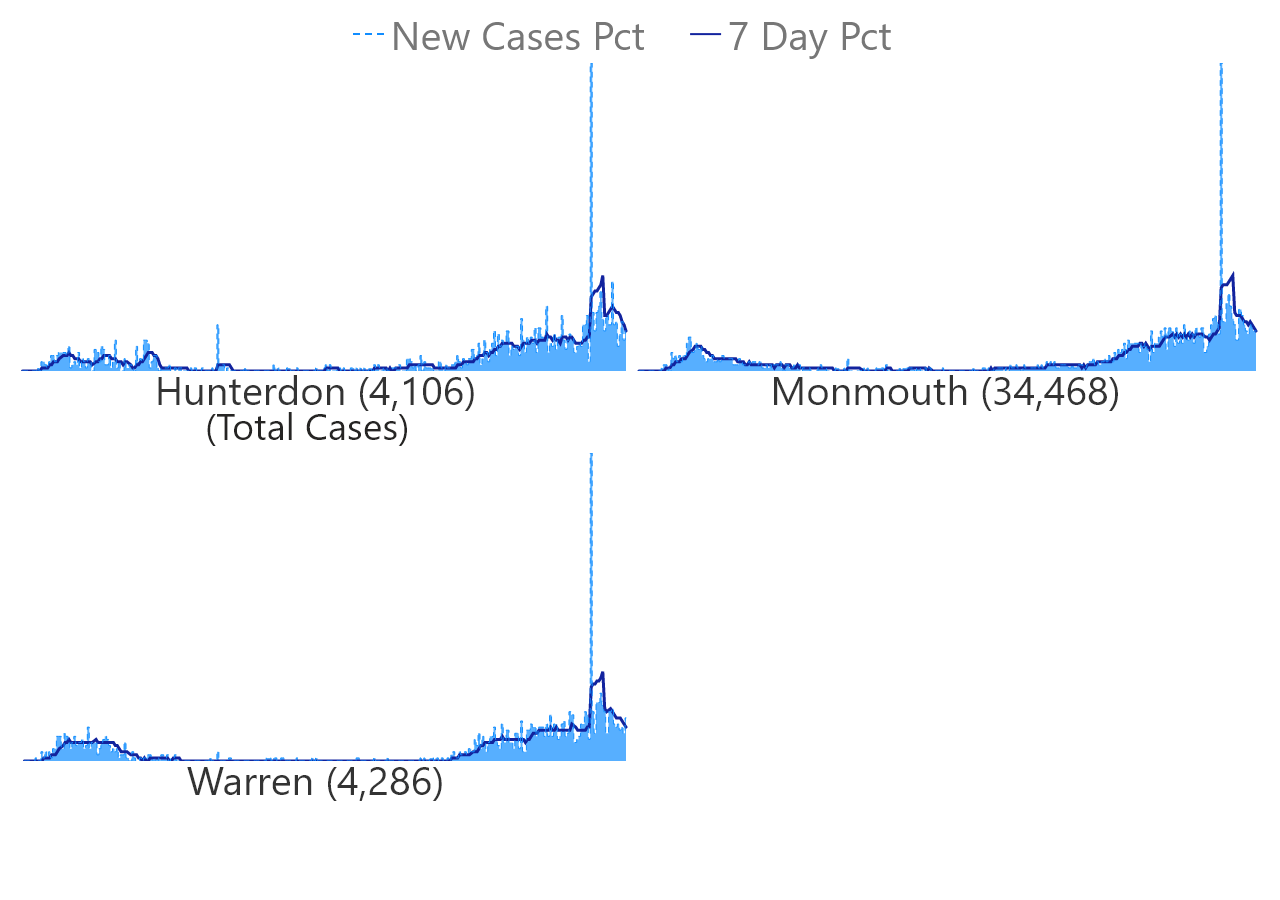 New Cases Pct 7 Day Pct
Hunterdon (4,106) Monmouth (34,468)
(Total Cases)
Warren (4,286)